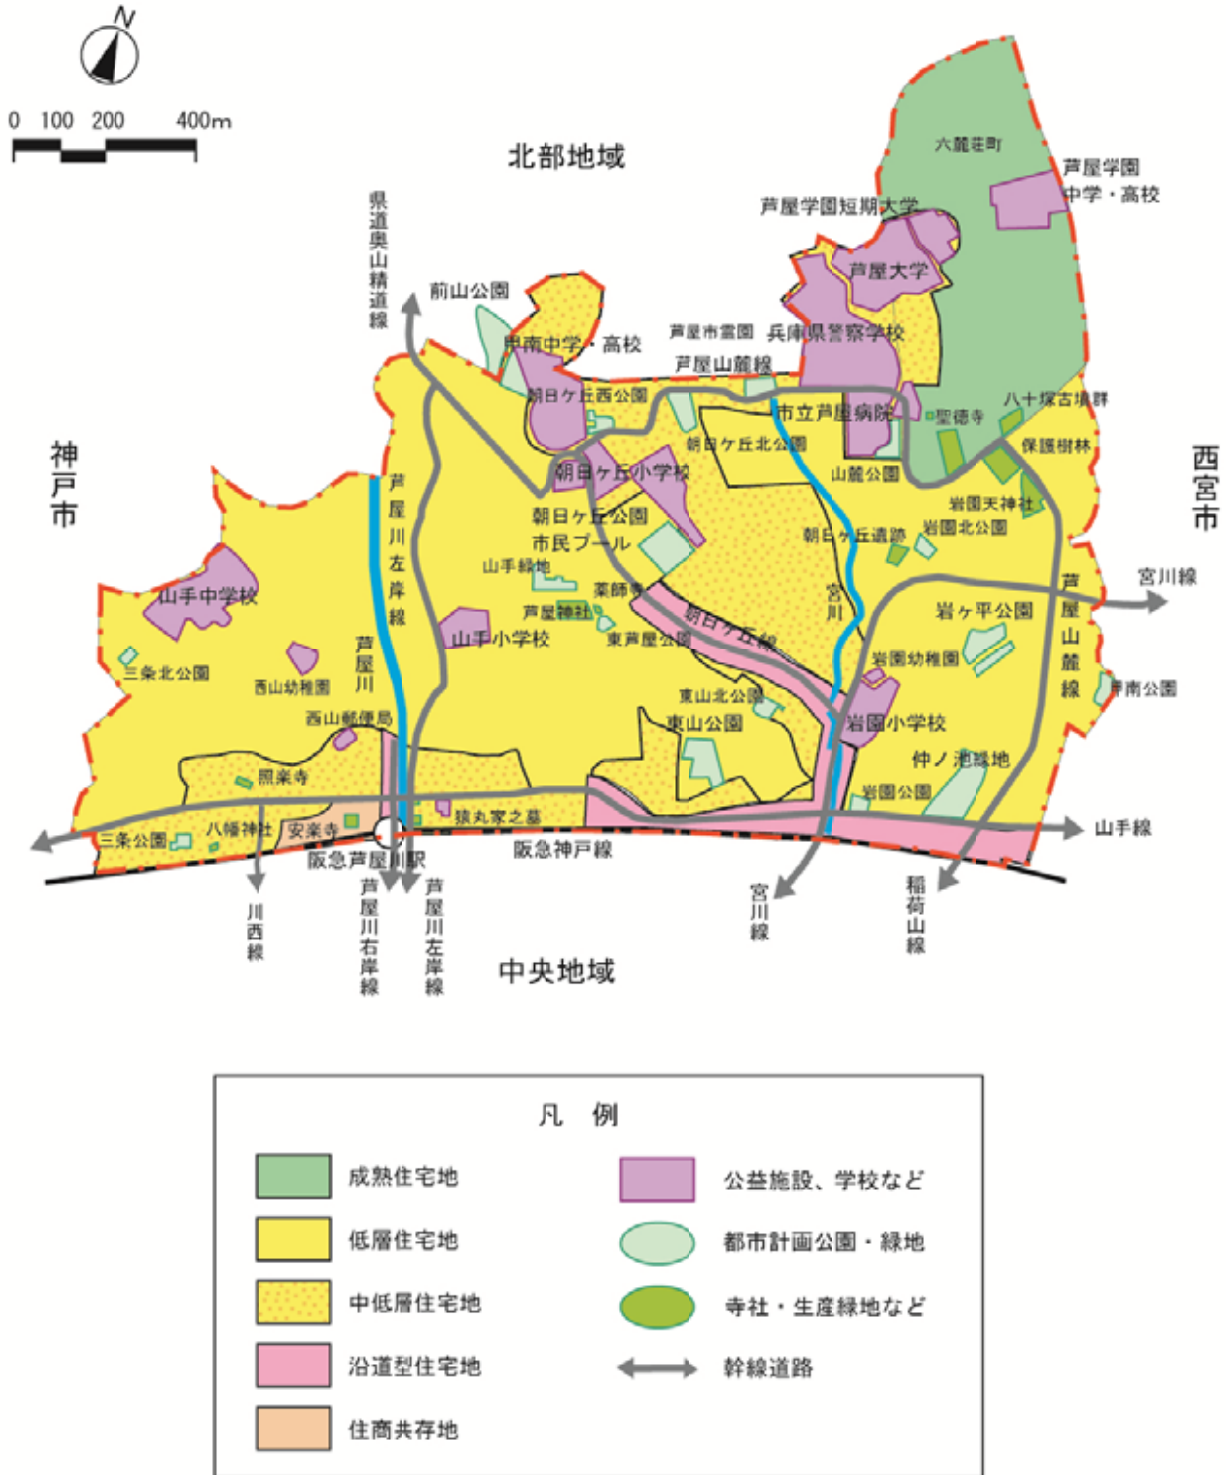 N
0 100 200 400m
北部地域
六麓荘町
芦屋学園
中学・高校
芦屋学園短期大学
県道奥山精道線
前山公園
芦屋大学
甲南中学・高校
芦屋市霊園
兵庫県警察学校
芦屋山麓線
朝日ケ丘西公園
市立芦屋病院
聖徳寺
八十塚古墳群
神戸市
朝日ケ丘北公園
保護樹林
西宮市
朝日ケ丘小学校
山麓公園
芦屋川左岸線
岩園天神社
朝日ケ丘公園
市民プール
朝日ケ丘遺跡
岩園北公園
山手緑地
薬師寺
宮川
芦屋山麓線
宮川線
山手中学校
芦屋神社
朝日ケ丘線
岩ヶ平公園
山手小学校
東芦屋公園
芦屋川
岩園幼稚園
三条北公園
西山幼稚園
甲南公園
東山北公園
西山郵便局
東山公園
岩園小学校
仲ノ池緑地
照楽寺
岩園公園
猿丸家之墓
三条公園
八幡神社
安楽寺
山手線
阪急芦屋川駅
阪急神戸線
川西線
芦屋川右岸線
芦屋川左岸線
宮川線
稲荷山線
中央地域
凡 例
成熟住宅地
公益施設、学校など
低層住宅地
都市計画公園・緑地
中低層住宅地
寺社・生産緑地など
沿道型住宅地
幹線道路
住商共存地